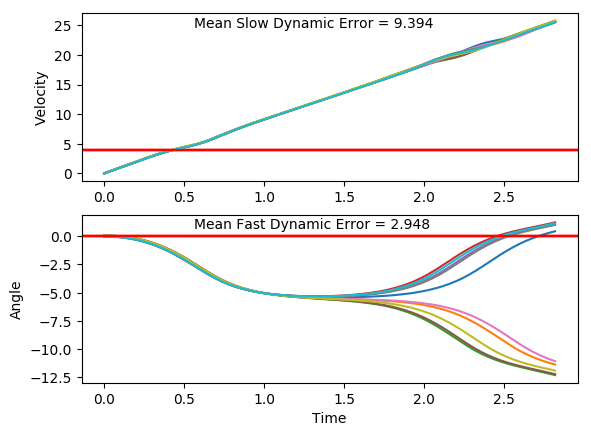 Mean Slow Dynamic Error = 9.394
25
20
15
10
5
0
Velocity
0.0 0.5 1.0 1.5 2.0 2.5
Mean Fast Dynamic Error = 2.948
0.0
−2.5
−5.0
−7.5
−10.0
−12.5
Angle
0.0 0.5 1.0 1.5 2.0 2.5
Time